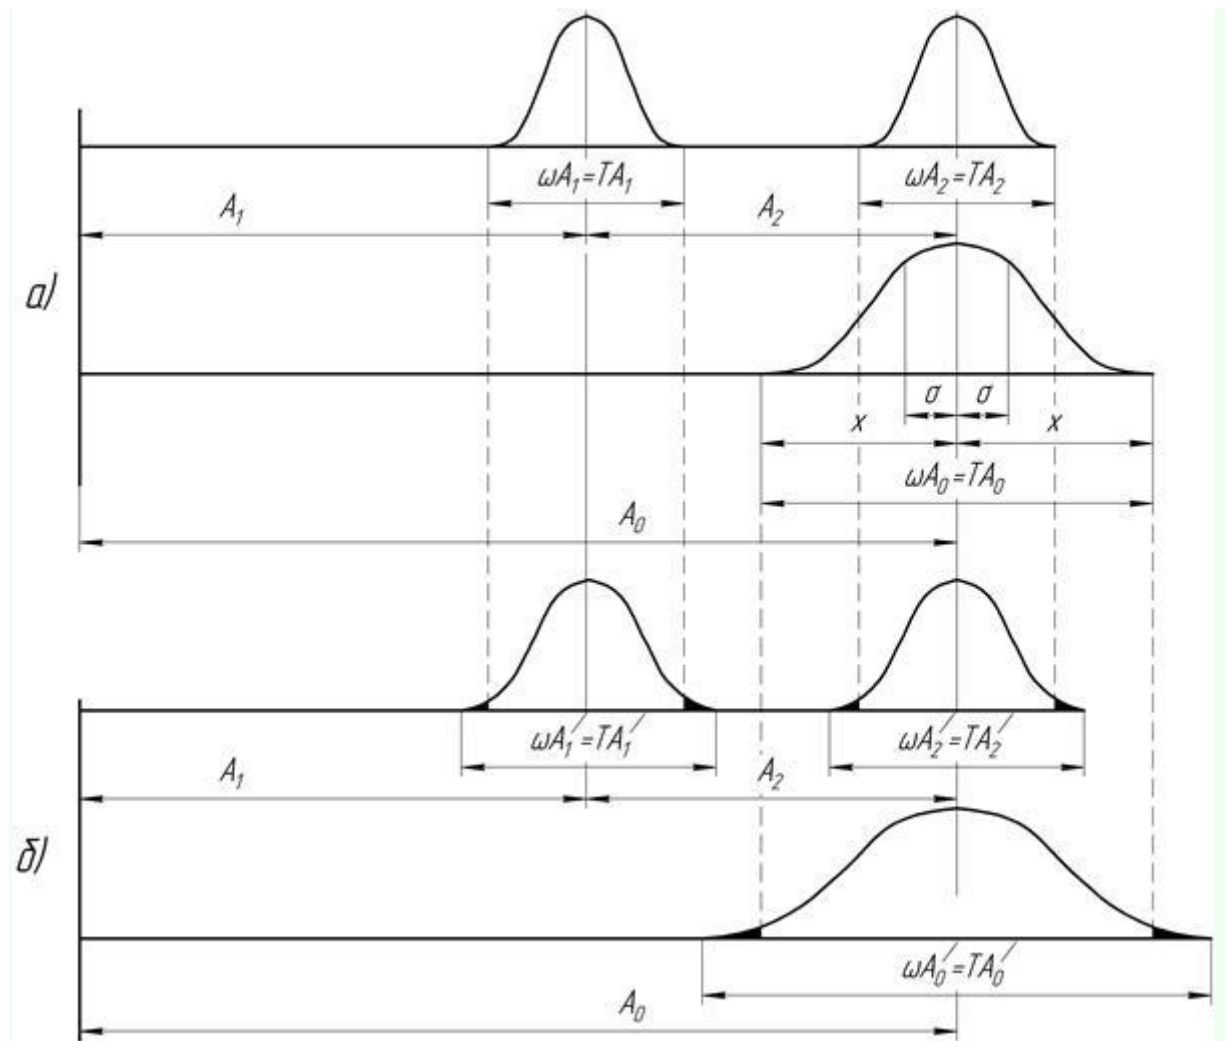 ωA₁=TA₁ ωA₂=TA₂
A₁ A₂
а)
σ σ
x x
ωA₀=TA₀
A₀
ωA₁′=TA₁′ ωA₂′=TA₂′
A₁ A₂
б)
ωA₀′=TA₀′
A₀